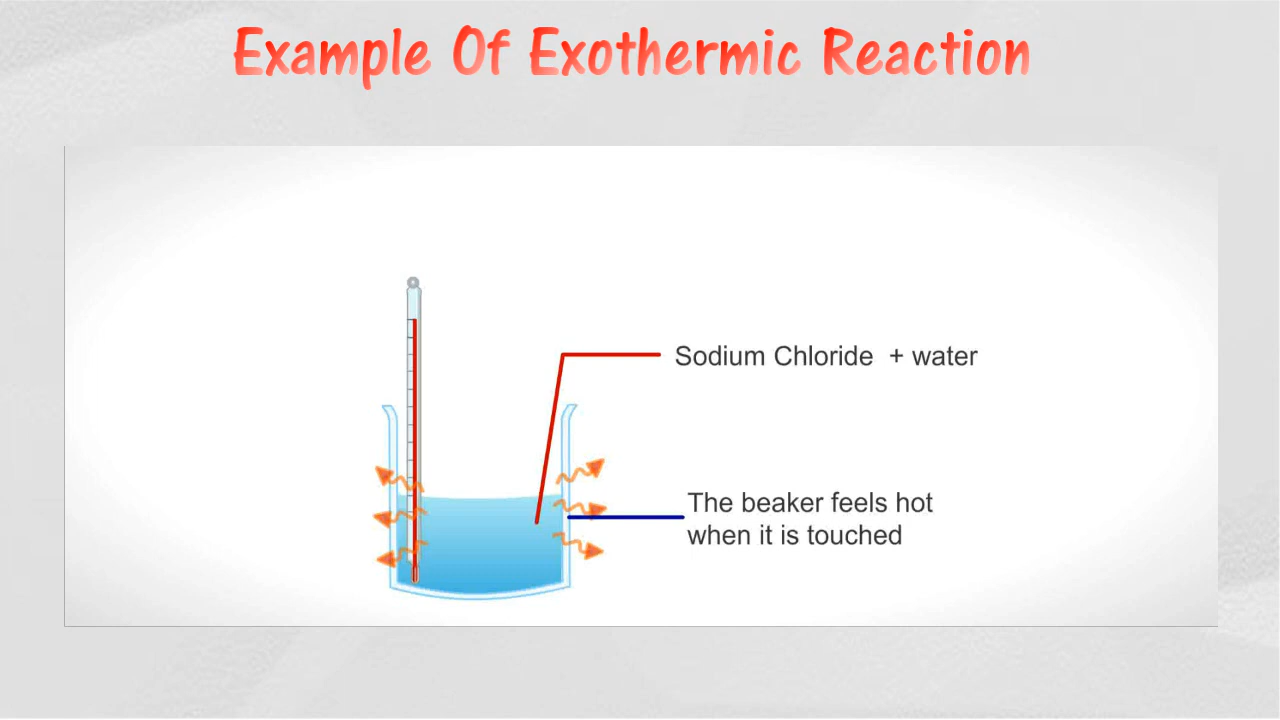 Example Of Exothermic Reaction
Sodium Chloride + water
The beaker feels hot
when it is touched